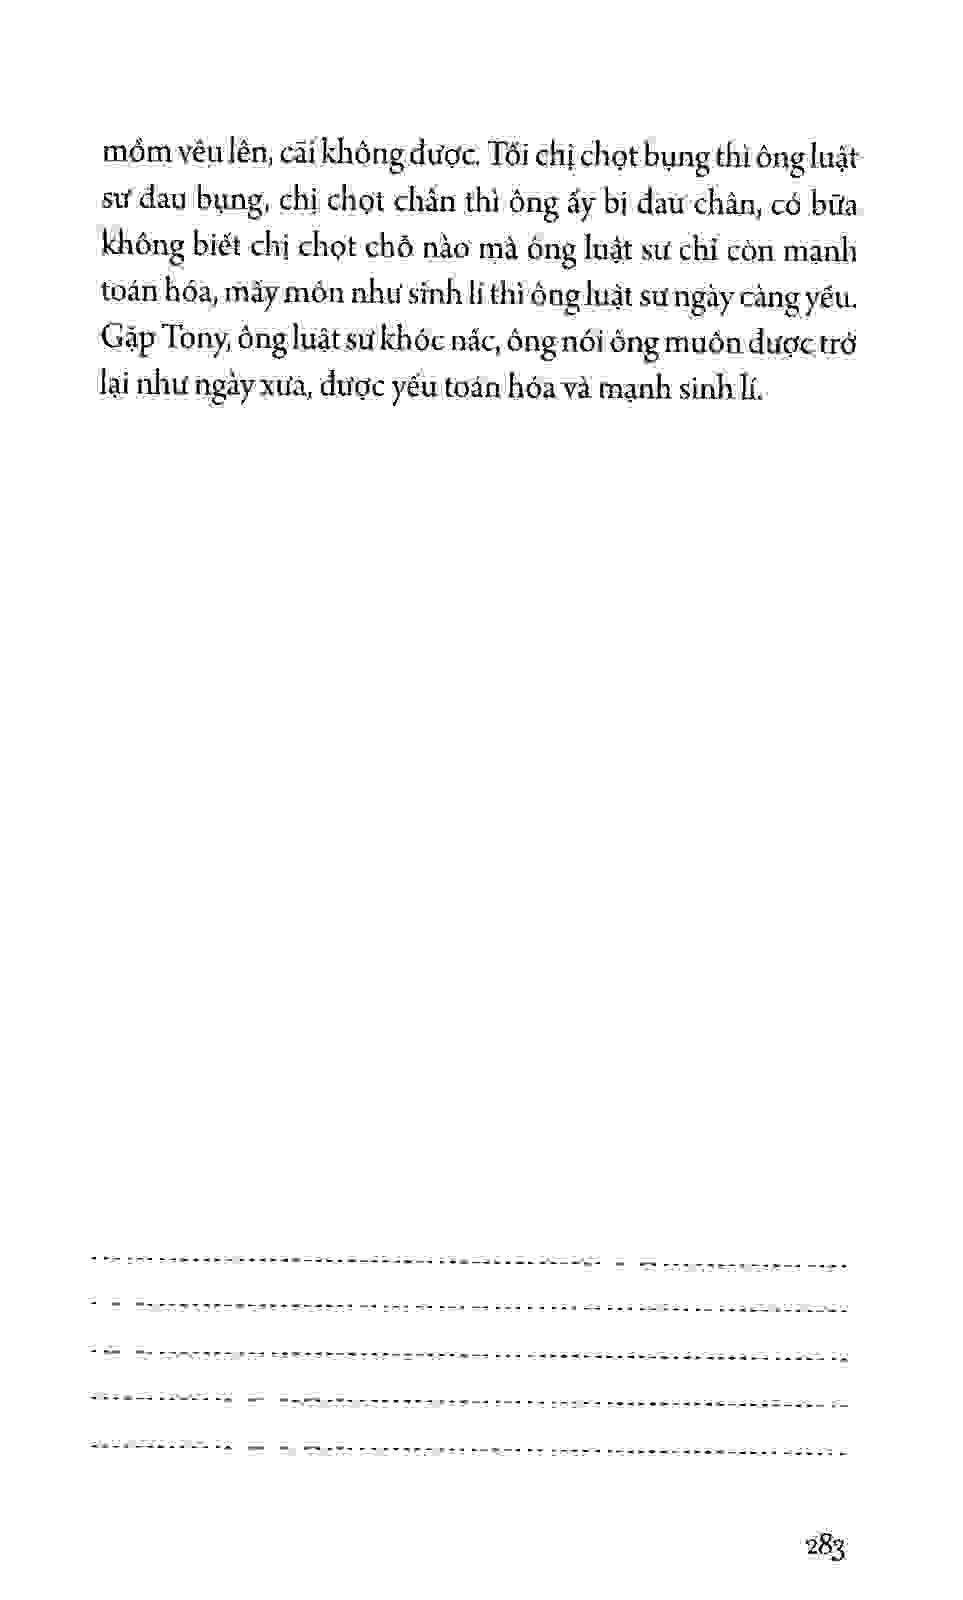 mồm vêu lên, cãi không được. Tối chị chọt bụng thì ông luật
sư đau bụng, chị chọt chân thì ông ấy bị đau chân, có bữa
không biết chị chọt chỗ nào mà ông luật sư chỉ còn mạnh
toán hóa, mấy môn như sinh lí thì ông luật sư ngày càng yếu.
Gặp Tony, ông luật sư khóc nấc, ông nói ông muốn được trở
lại như ngày xưa, được yếu toán hóa và mạnh sinh lí.
283